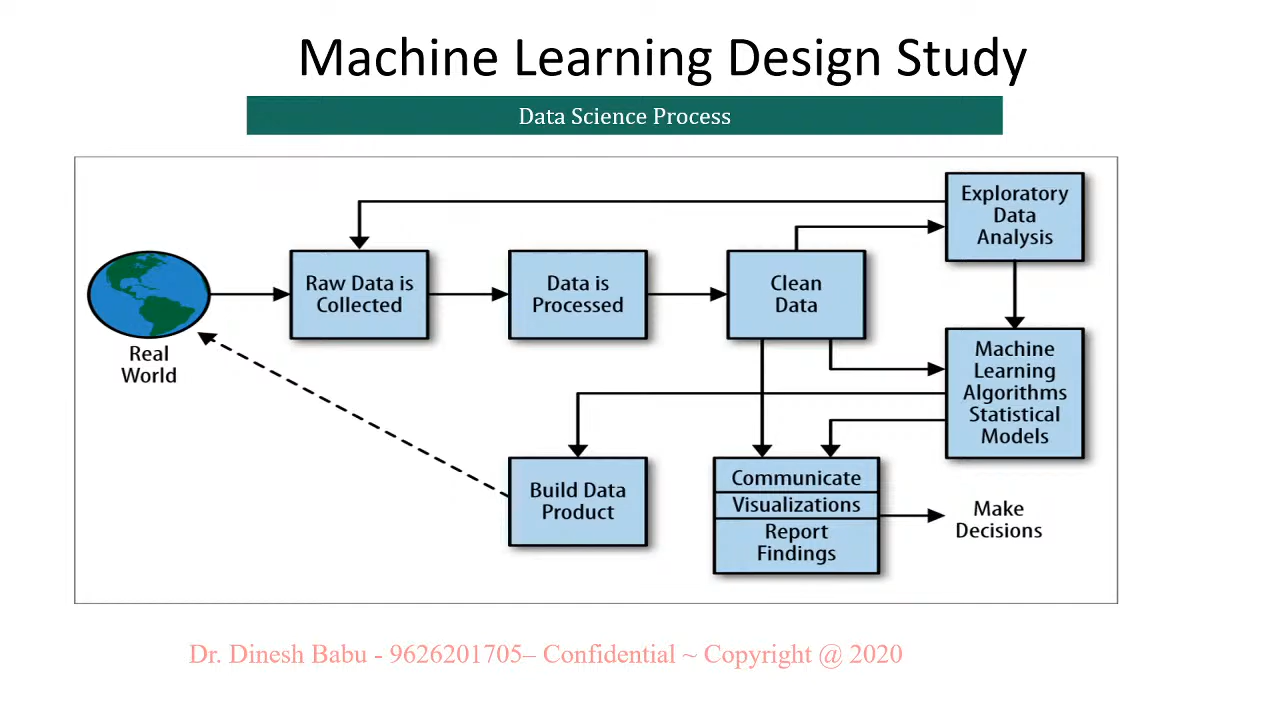 Machine Learning Design Study
Data Science Process
Exploratory
Data
Analysis
Raw Data is
Collected
Data is
Processed
Clean
Data
Real
World
Machine
Learning
Algorithms
Statistical
Models
Build Data
Product
Communicate
Visualizations
Report
Findings
Make
Decisions
Dr. Dinesh Babu - 9626201705– Confidential ~ Copyright @ 2020